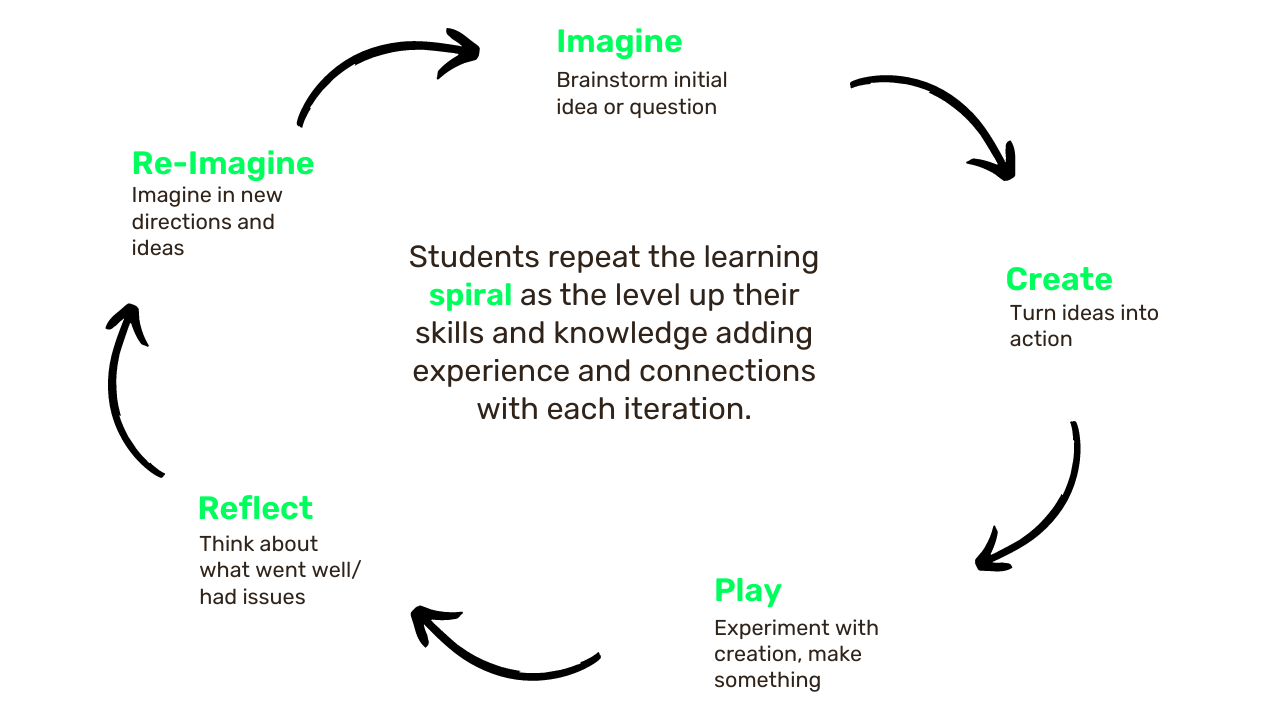 Imagine
Brainstorm initial
idea or question
Create
Turn ideas into
action
Play
Experiment with
creation, make
something
Reflect
Think about
what went well/
had issues
Re-Imagine
Imagine in new
directions and
ideas
Students repeat the learning
spiral as the level up their
skills and knowledge adding
experience and connections
with each iteration.